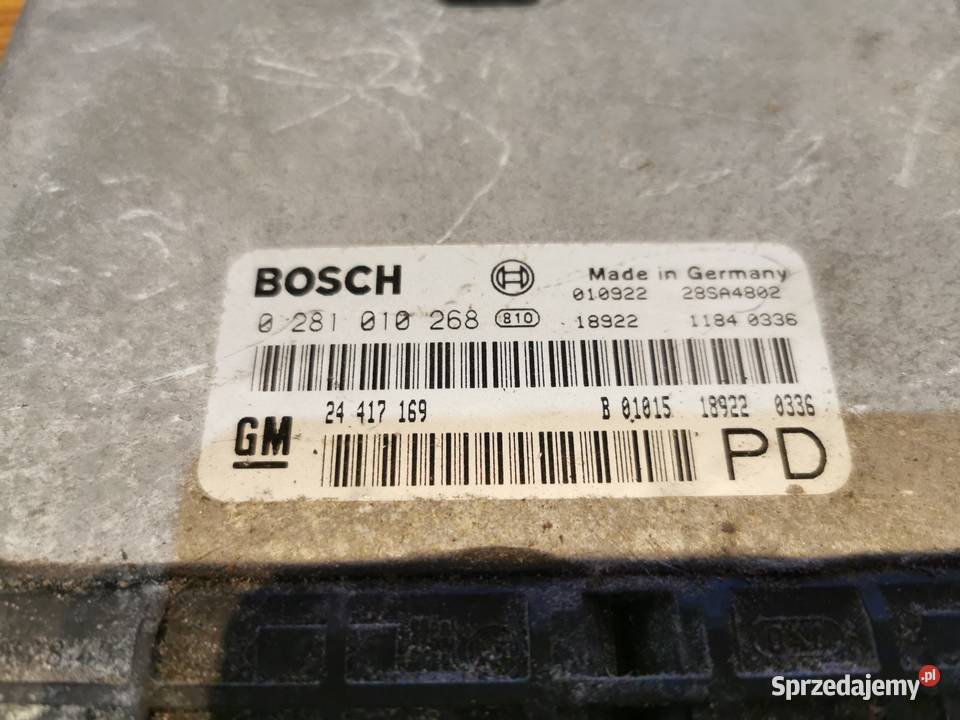 BOSCH Made in Germany
010922 28SA4802
0 281 010 268 810 18922 1184 0336
24 417 169 B 01015 18922 0336
GM PD
Sprzedajemy.pl